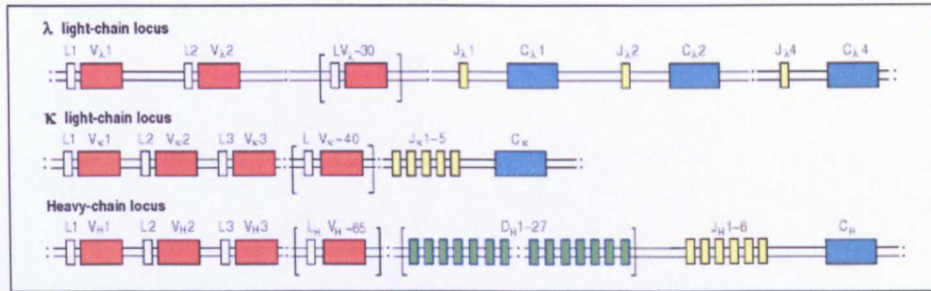 λ light-chain locus
L1 Vλ1 L2 Vλ2 LVλ~30 Jλ1 Cλ1 Jλ2 Cλ2 Jλ4 Cλ4
κ light-chain locus
L1 Vκ1 L2 Vκ2 L3 Vκ3 L Vκ~40 Jκ1-5 Cκ
Heavy-chain locus
L1 VH1 L2 VH2 L3 VH3 LH VH~65 DH1-27 JH1-6 Cμ